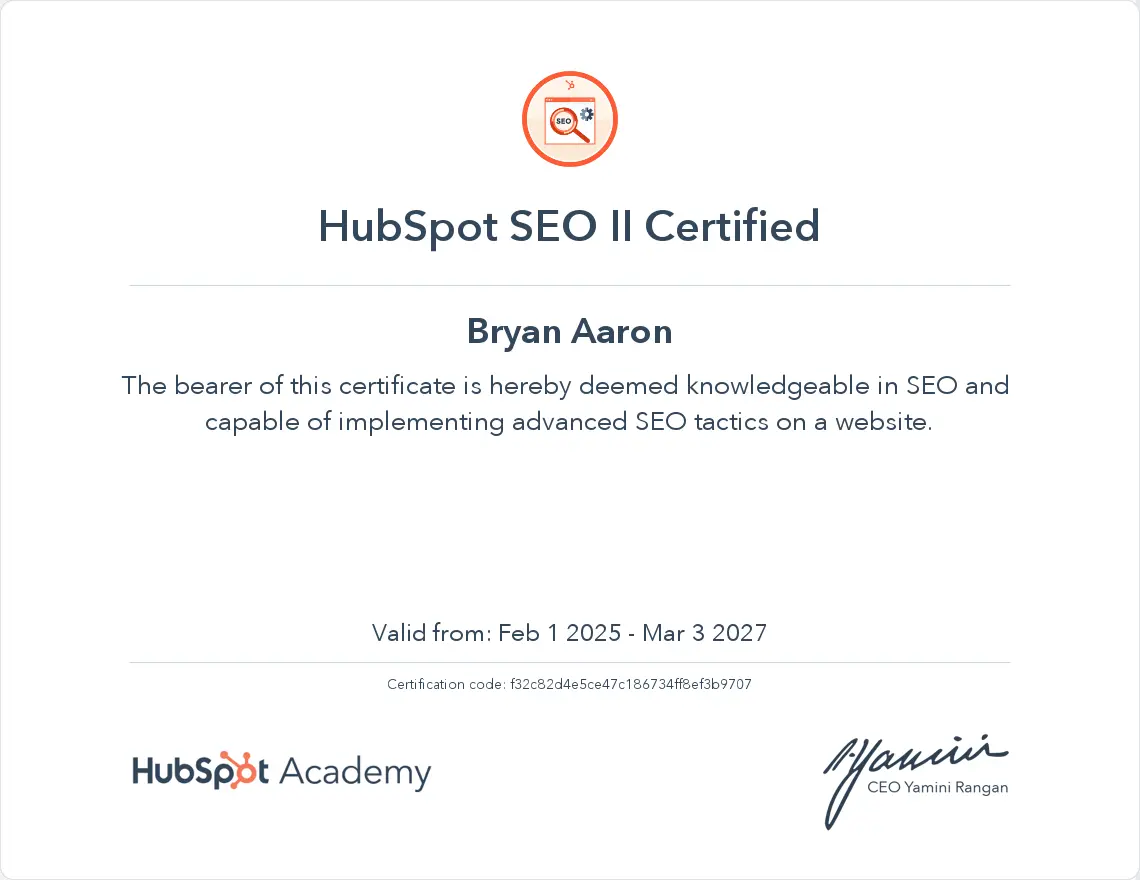 SEO
HubSpot SEO II Certified
Bryan Aaron
The bearer of this certificate is hereby deemed knowledgeable in SEO and
capable of implementing advanced SEO tactics on a website.
Valid from: Feb 1 2025 - Mar 3 2027
Certification code: f32c82d4e5ce47c186734ff8ef3b9707
HubSpot Academy
CEO Yamini Rangan